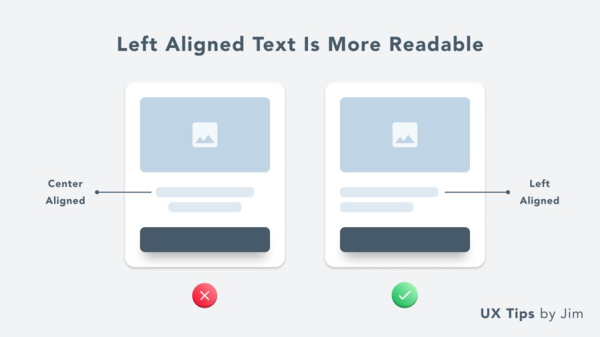 Left Aligned Text Is More Readable
Center
Aligned
Left
Aligned
UX Tips by Jim